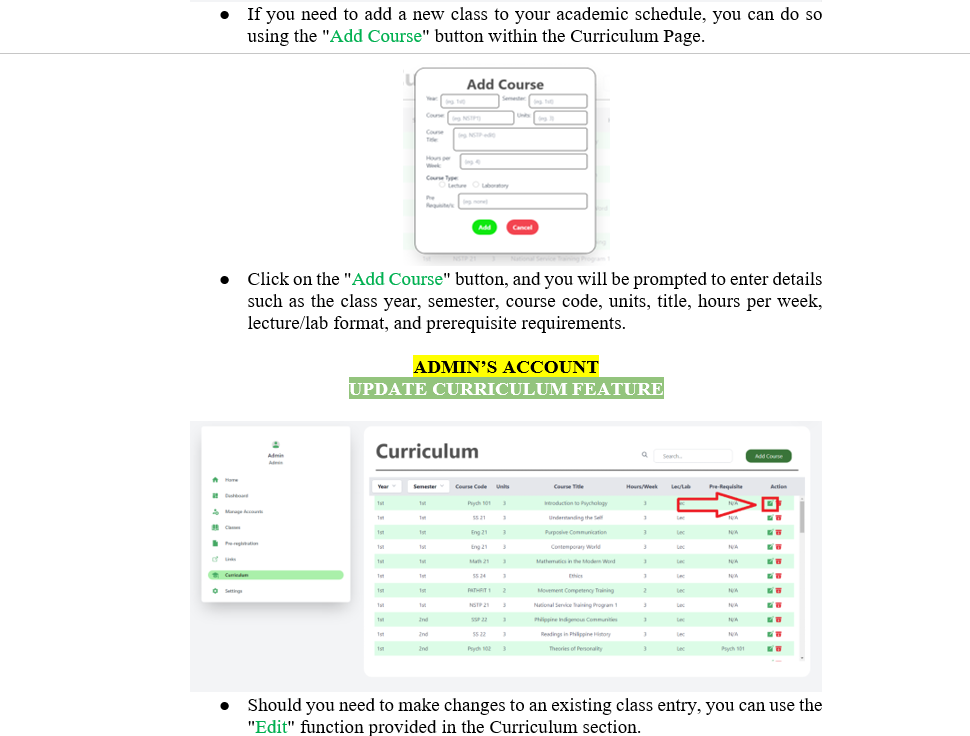 ● If you need to add a new class to your academic schedule, you can do so
using the "Add Course" button within the Curriculum Page.
Add Course
Year: (eg. 1st) Semester: (eg. 1st)
Course: (eg. NSTP1) Units: (eg. 3)
Course
Title: (eg. NSTP-edit)
Hours per
Week: (eg. 4)
Course Type:
Lecture Laboratory
Pre
Requisite/s: (eg. none)
Add Cancel
1st NSTP 21 3 National Service Training Program 1
● Click on the "Add Course" button, and you will be prompted to enter details
such as the class year, semester, course code, units, title, hours per week,
lecture/lab format, and prerequisite requirements.
ADMIN'S ACCOUNT
UPDATE CURRICULUM FEATURE
Admin
Admin
Home
Dashboard
Manage Accounts
Classes
Pre-registration
Links
Curriculum
Settings
Curriculum
Search... Add Course
Year Semester Course Code Units Course Title Hours/Week Lec/Lab Pre-Requisite Action
1st 1st Psych 101 3 Introduction to Psychology 3 N/A
1st 1st SS 21 3 Understanding the Self 3 Lec N/A
1st 1st Eng 21 3 Purposive Communication 3 Lec N/A
1st 1st Eng 21 3 Contemporary World 3 Lec N/A
1st 1st Math 21 3 Mathematics in the Modern Word 3 Lec N/A
1st 1st SS 24 3 Ethics 3 Lec N/A
1st 1st PATHFIT 1 2 Movement Competency Training 2 Lec N/A
1st 1st NSTP 21 3 National Service Training Program 1 3 Lec N/A
1st 2nd SSP 22 3 Philippine Indigenous Communities 3 Lec N/A
1st 2nd SS 22 3 Readings in Philippine History 3 Lec N/A
1st 2nd Psych 102 3 Theories of Personality 3 Lec Psych 101
● Should you need to make changes to an existing class entry, you can use the
"Edit" function provided in the Curriculum section.